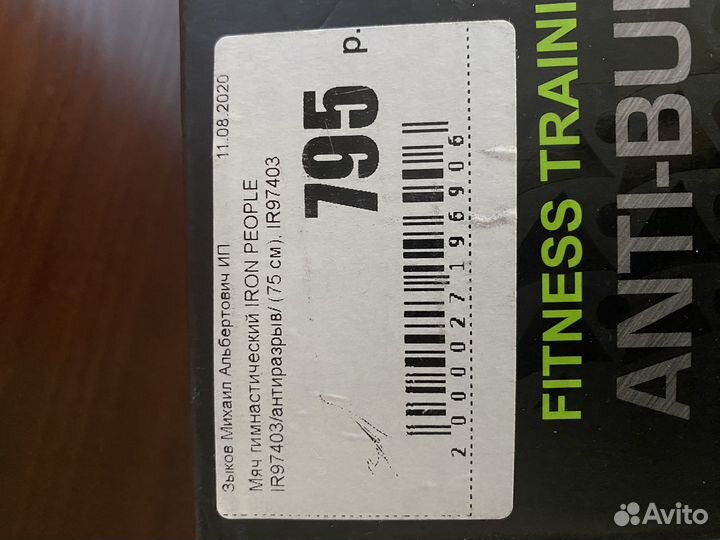 Зыков Михаил Альбертович ИП 11.08.2020
Мяч гимнастический IRON PEOPLE
IR97403/антиразрыв/ (75 см), IR97403
795 р.
2000027196906
FITNESS TRAINI
ANTI-BU
Avito